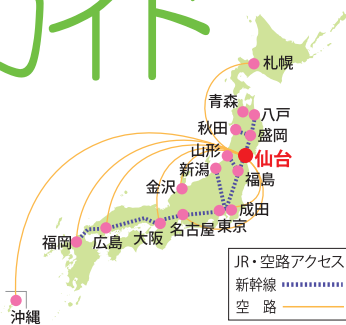 ガイド
札幌
青森
八戸
秋田
盛岡
山形
仙台
新潟
福島
金沢
成田
東京
名古屋
大阪
広島
福岡
沖縄
JR・空路アクセス
新幹線
空 路